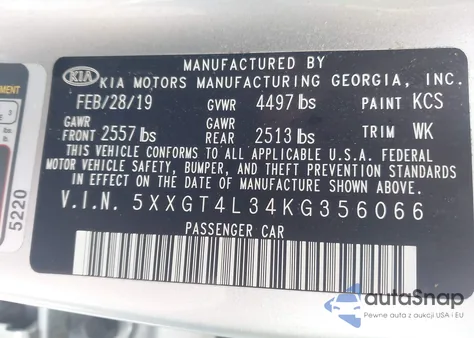 MANUFACTURED BY
KIA KIA MOTORS MANUFACTURING GEORGIA, INC.
FEB/28/19 GVWR 4497 lbs PAINT KCS
GAWR FRONT 2557 lbs GAWR REAR 2513 lbs TRIM WK
THIS VEHICLE CONFORMS TO ALL APPLICABLE U.S.A. FEDERAL
MOTOR VEHICLE SAFETY, BUMPER, AND THEFT PREVENTION STANDARDS
IN EFFECT ON THE DATE OF MANUFACTURE SHOWN ABOVE.
V.I.N. 5XXGT4L34KG356066
PASSENGER CAR
5220
autoSnap
Pewne auta z aukcji USA i EU